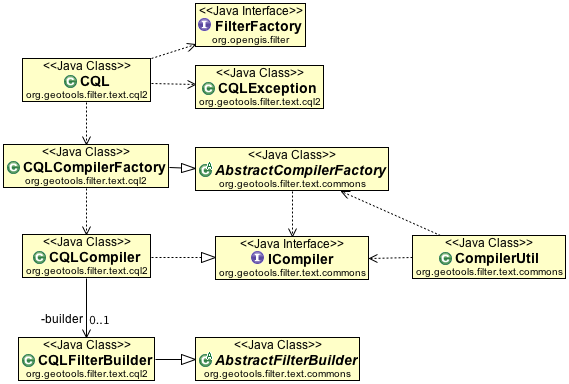 <<Java Interface>>
FilterFactory
org.opengis.filter
<<Java Class>>
CQL
org.geotools.filter.text.cql2
<<Java Class>>
CQLException
org.geotools.filter.text.cql2
<<Java Class>>
CQLCompilerFactory
org.geotools.filter.text.cql2
<<Java Class>>
AbstractCompilerFactory
org.geotools.filter.text.commons
<<Java Class>>
CQLCompiler
org.geotools.filter.text.cql2
<<Java Interface>>
ICompiler
org.geotools.filter.text.commons
<<Java Class>>
CompilerUtil
org.geotools.filter.text.commons
-builder 0..1
<<Java Class>>
CQLFilterBuilder
org.geotools.filter.text.cql2
<<Java Class>>
AbstractFilterBuilder
org.geotools.filter.text.commons